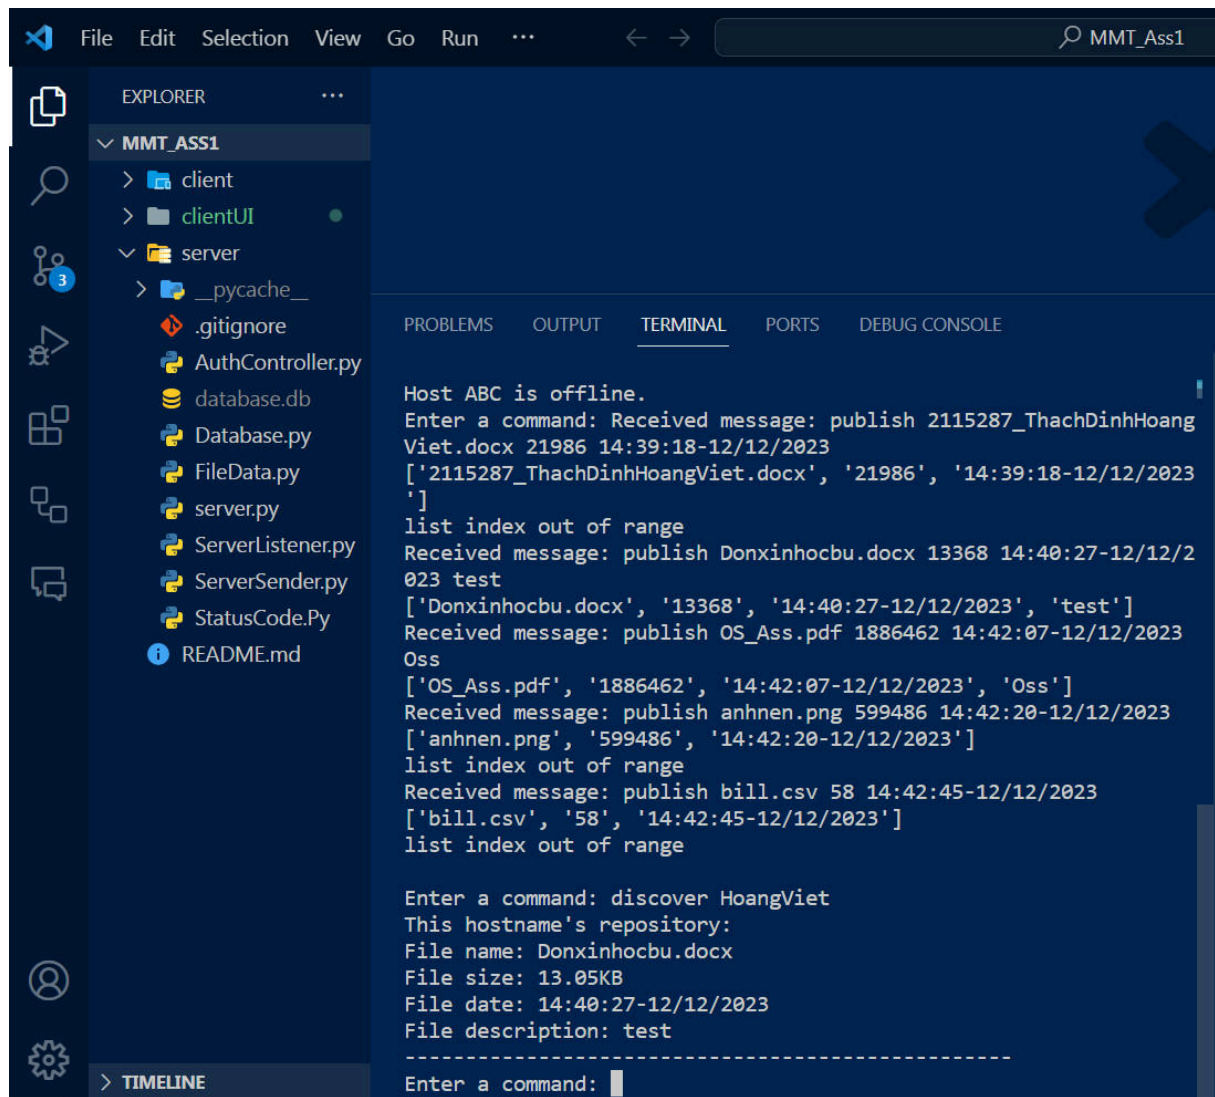 File Edit Selection View Go Run ··· ← → MMT_Ass1
EXPLORER ···
MMT_ASS1
client
clientUI
server
__pycache__
.gitignore
AuthController.py
database.db
Database.py
FileData.py
server.py
ServerListener.py
ServerSender.py
StatusCode.Py
README.md
TIMELINE
3
PROBLEMS OUTPUT TERMINAL PORTS DEBUG CONSOLE
Host ABC is offline.
Enter a command: Received message: publish 2115287_ThachDinhHoang
Viet.docx 21986 14:39:18-12/12/2023
['2115287_ThachDinhHoangViet.docx', '21986', '14:39:18-12/12/2023
']
list index out of range
Received message: publish Donxinhocbu.docx 13368 14:40:27-12/12/2
023 test
['Donxinhocbu.docx', '13368', '14:40:27-12/12/2023', 'test']
Received message: publish OS_Ass.pdf 1886462 14:42:07-12/12/2023
Oss
['OS_Ass.pdf', '1886462', '14:42:07-12/12/2023', 'Oss']
Received message: publish anhnen.png 599486 14:42:20-12/12/2023
['anhnen.png', '599486', '14:42:20-12/12/2023']
list index out of range
Received message: publish bill.csv 58 14:42:45-12/12/2023
['bill.csv', '58', '14:42:45-12/12/2023']
list index out of range
Enter a command: discover HoangViet
This hostname's repository:
File name: Donxinhocbu.docx
File size: 13.05KB
File date: 14:40:27-12/12/2023
File description: test
--------------------------------------------------
Enter a command: